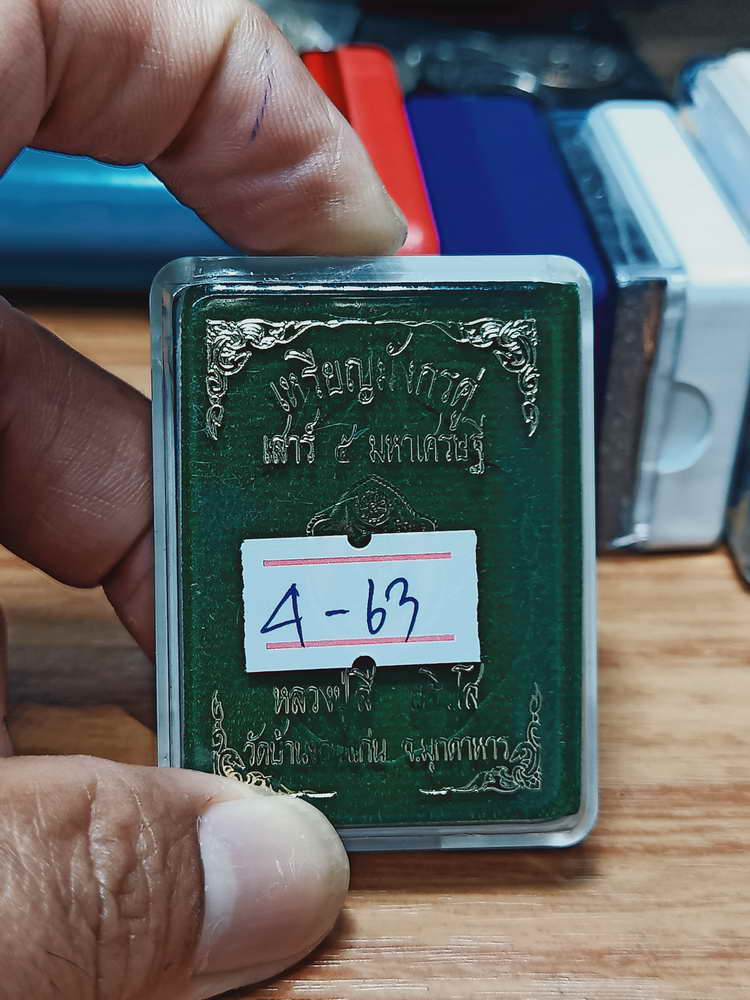 เหรียญมังกรคู่
เสาร์ ๕ มหาเศรษฐี
4-63
หลวงปู่สี
จ.มุกดาหาร